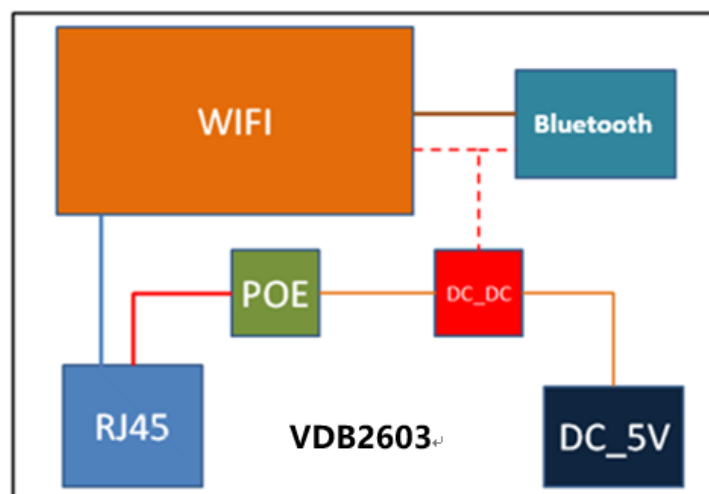 WIFI
Bluetooth
POE
DC_DC
RJ45
VDB2603
DC_5V